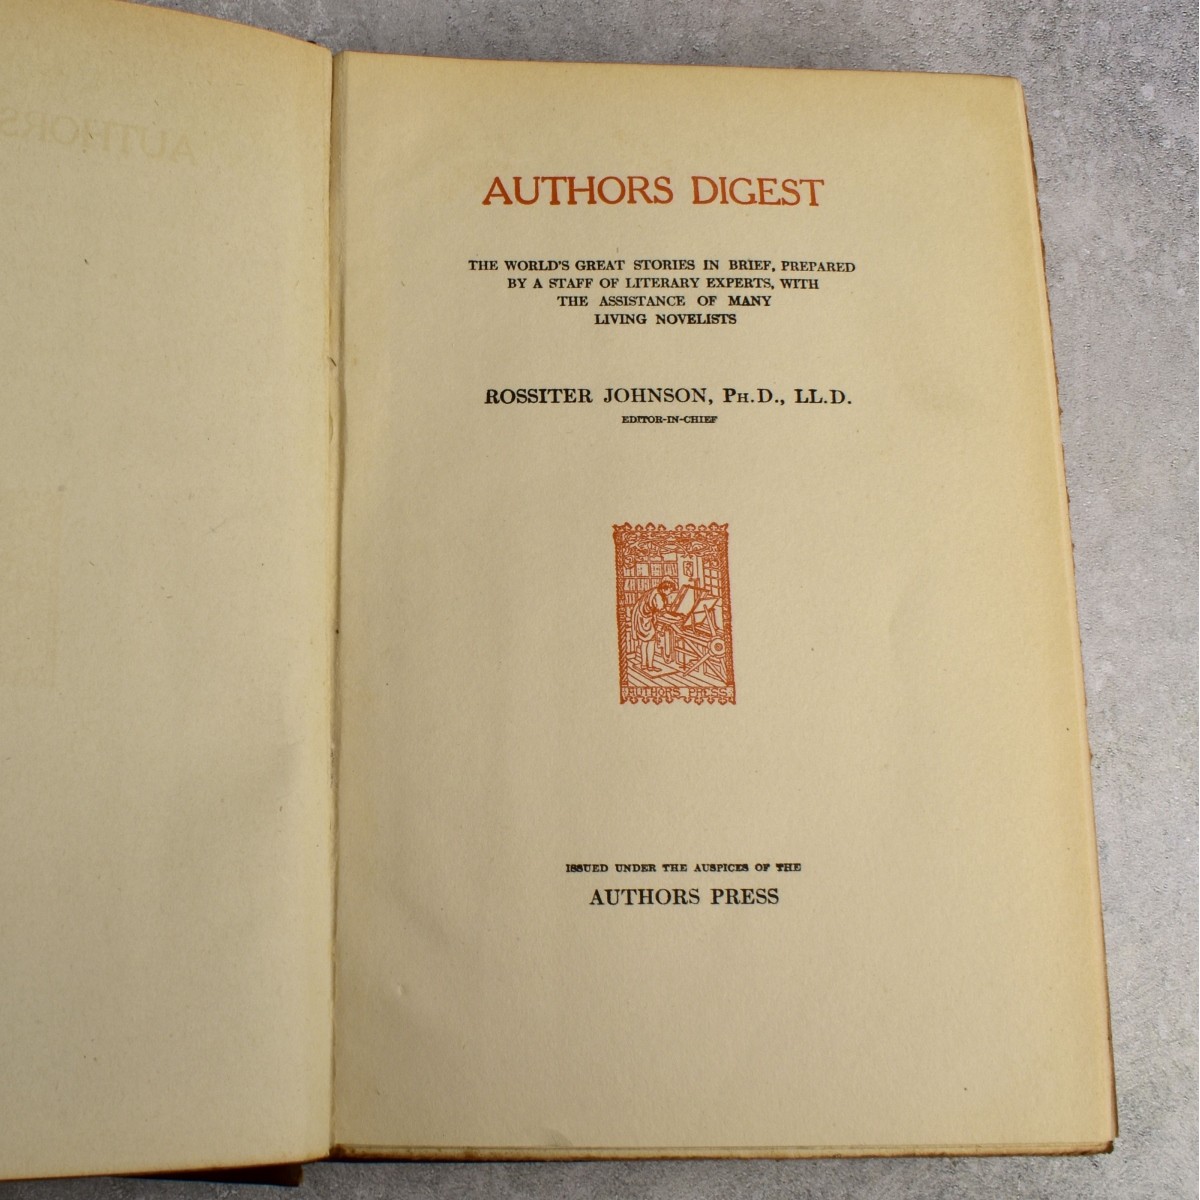 AUTHORS
AUTHORS DIGEST
THE WORLD'S GREAT STORIES IN BRIEF, PREPARED
BY A STAFF OF LITERARY EXPERTS, WITH
THE ASSISTANCE OF MANY
LIVING NOVELISTS
ROSSITER JOHNSON, PH.D., LL.D.
EDITOR-IN-CHIEF
AUTHORS PRESS
ISSUED UNDER THE AUSPICES OF THE
AUTHORS PRESS